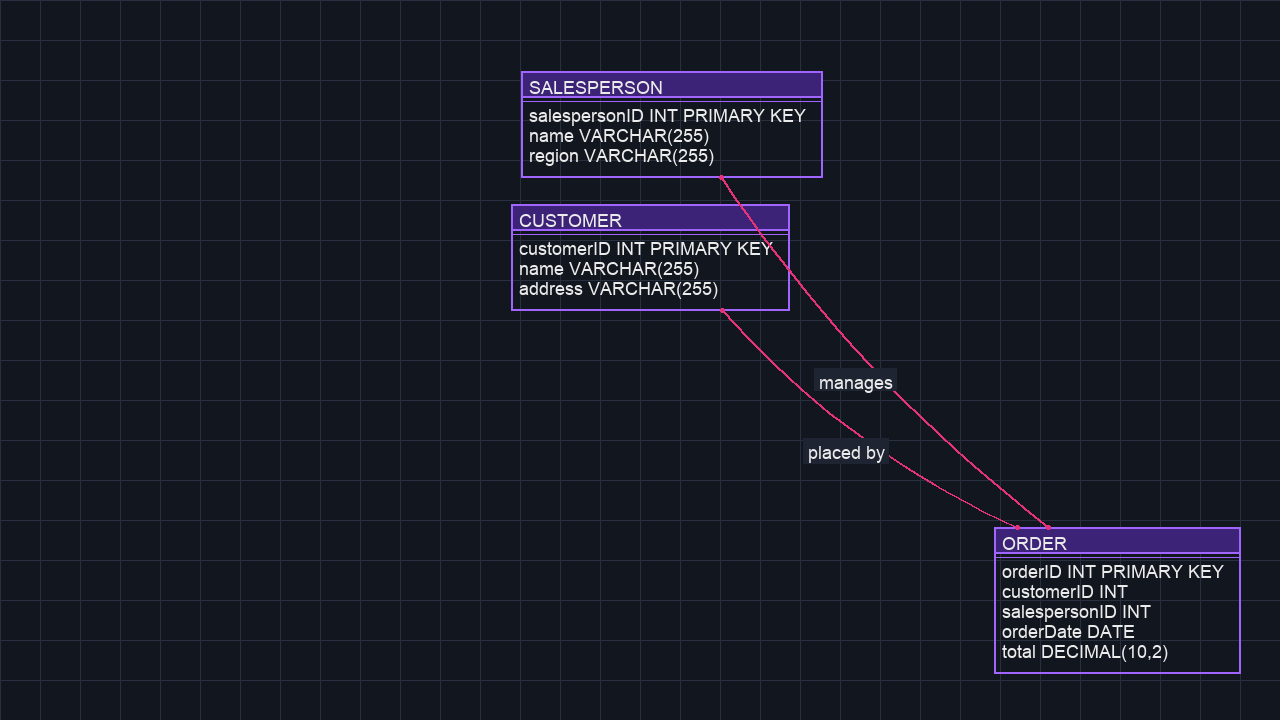 SALESPERSON
salespersonID INT PRIMARY KEY
name VARCHAR(255)
region VARCHAR(255)
CUSTOMER
customerID INT PRIMARY KEY
name VARCHAR(255)
address VARCHAR(255)
manages
placed by
ORDER
orderID INT PRIMARY KEY
customerID INT
salespersonID INT
orderDate DATE
total DECIMAL(10,2)